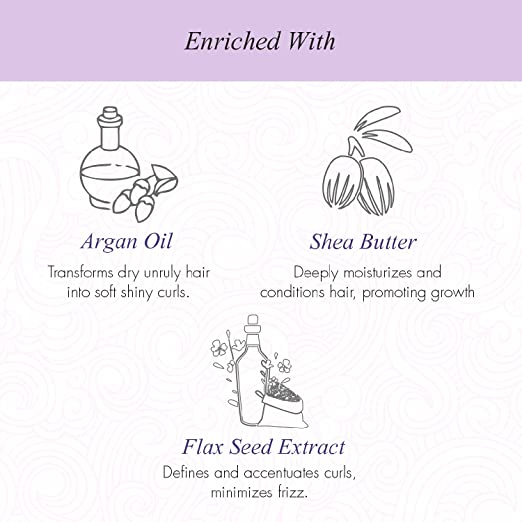 Enriched With
Argan Oil
Transforms dry unruly hair
into soft shiny curls.
Shea Butter
Deeply moisturizes and
conditions hair, promoting growth
Flax Seed Extract
Defines and accentuates curls,
minimizes frizz.